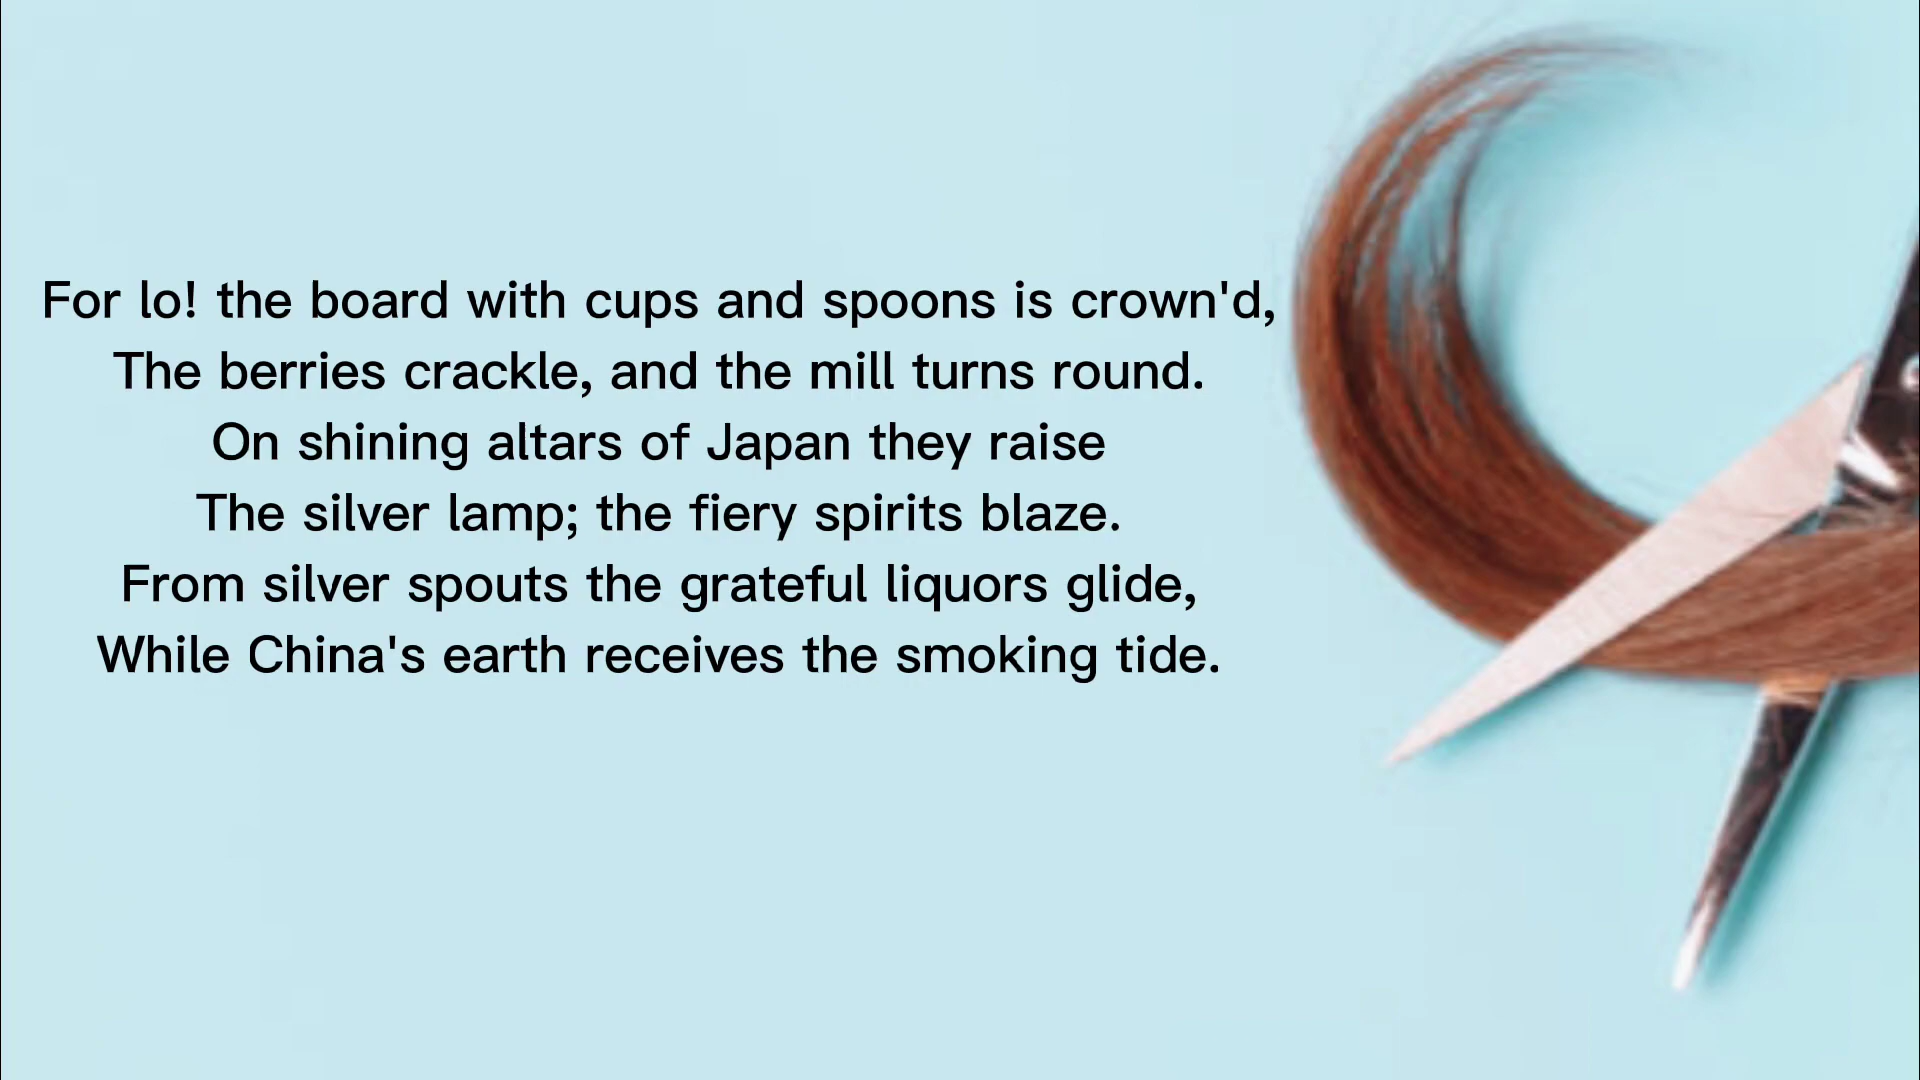 For lo! the board with cups and spoons is crown'd,
The berries crackle, and the mill turns round.
On shining altars of Japan they raise
The silver lamp; the fiery spirits blaze.
From silver spouts the grateful liquors glide,
While China's earth receives the smoking tide.